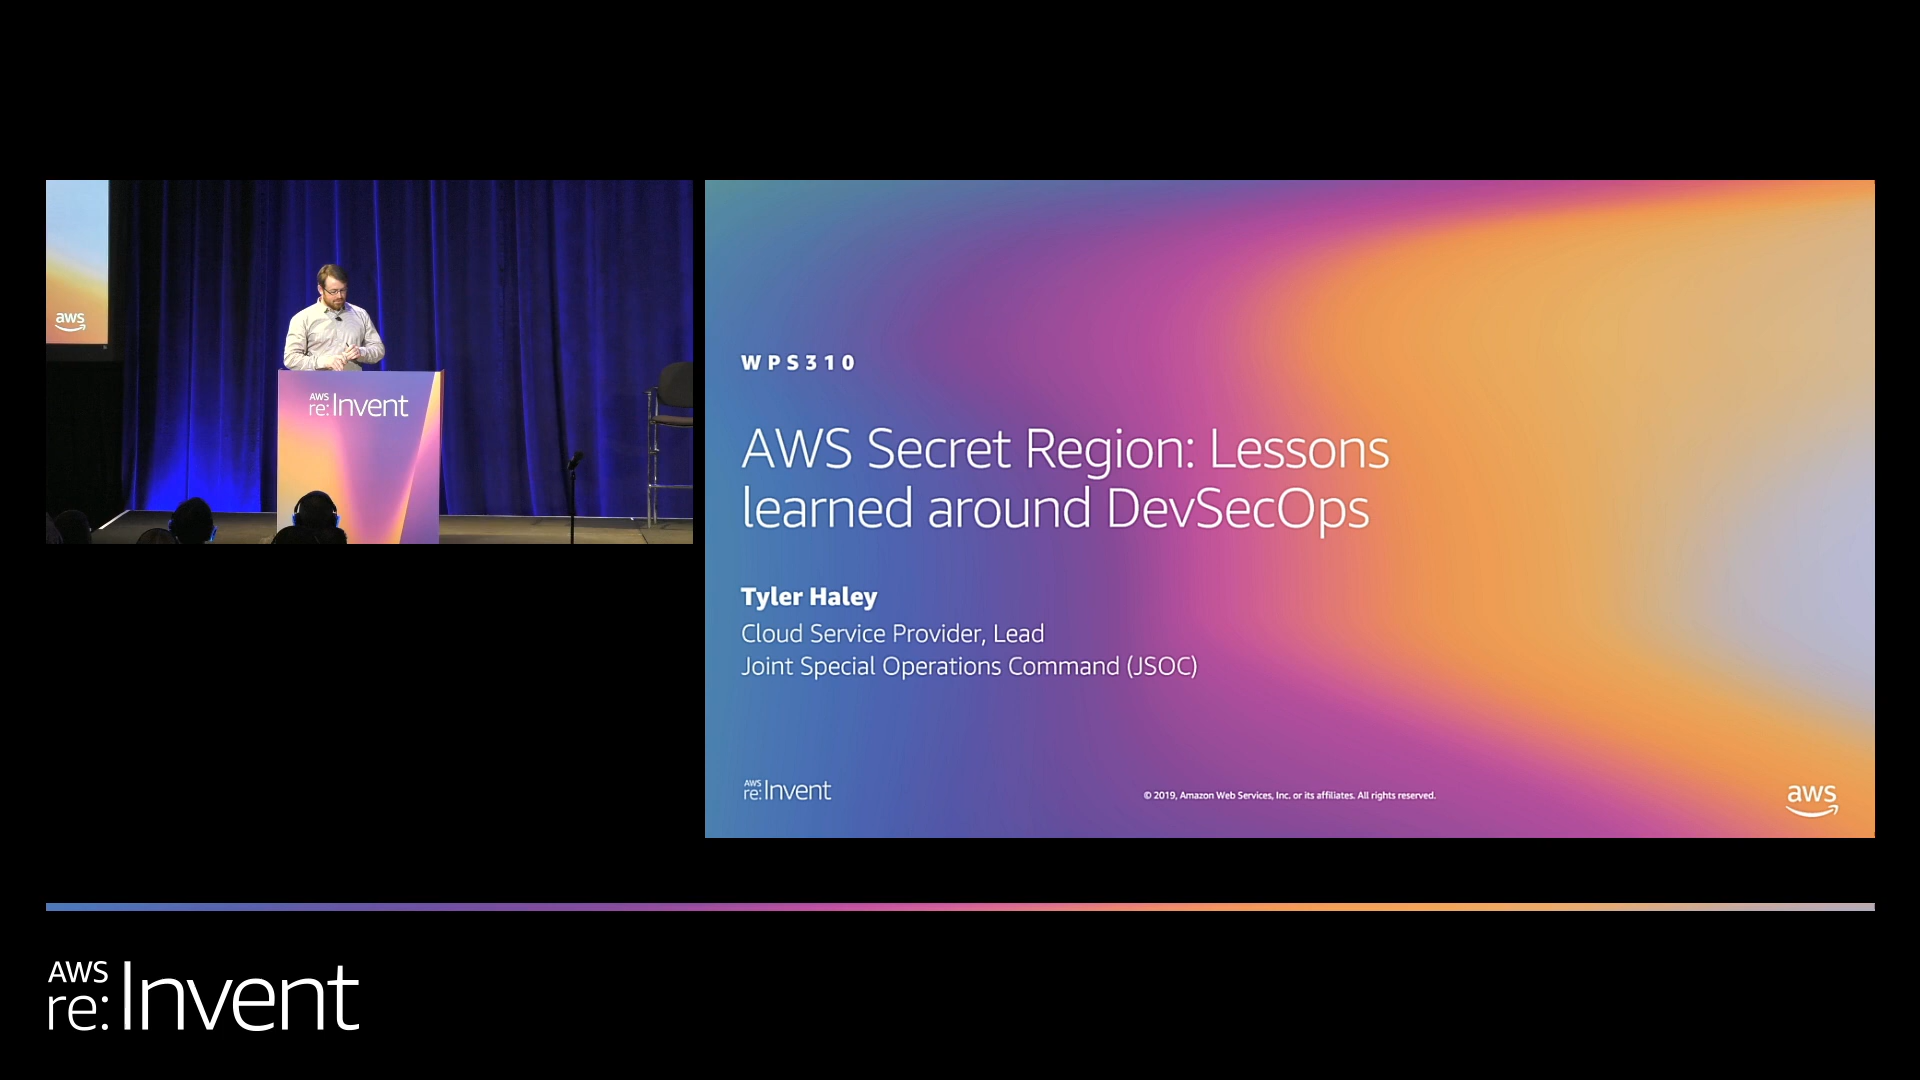 aws
AWS
re:Invent
WPS310
AWS Secret Region: Lessons
learned around DevSecOps
Tyler Haley
Cloud Service Provider, Lead
Joint Special Operations Command (JSOC)
AWS
re:Invent
© 2019, Amazon Web Services, Inc. or its affiliates. All rights reserved.
aws
AWS
re:Invent